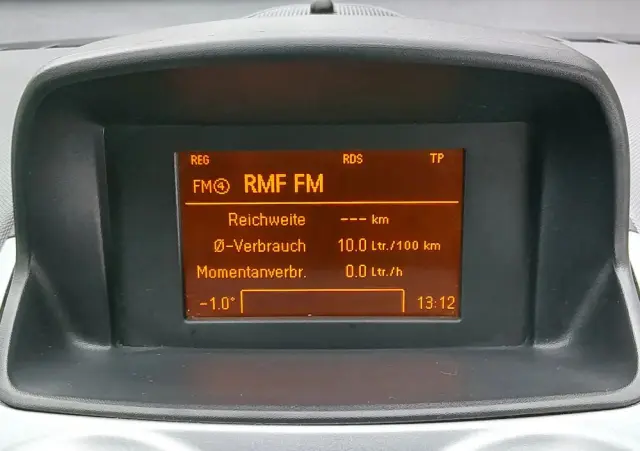 REG RDS TP
FM④ RMF FM
Reichweite --- km
Ø-Verbrauch 10.0 Ltr./100 km
Momentanverbr. 0.0 Ltr./h
-1.0° 13:12